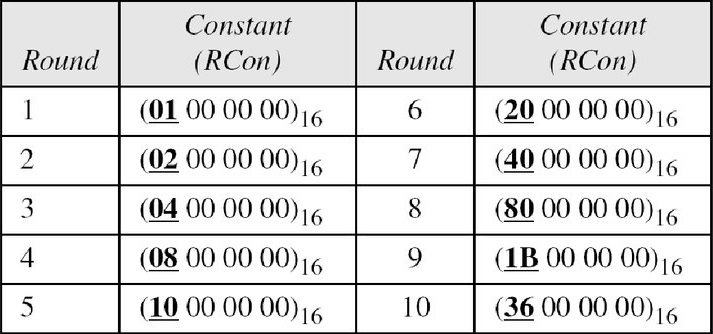 Round Constant (RCon) Round Constant (RCon)
1 (01 00 00 00)16 6 (20 00 00 00)16
2 (02 00 00 00)16 7 (40 00 00 00)16
3 (04 00 00 00)16 8 (80 00 00 00)16
4 (08 00 00 00)16 9 (1B 00 00 00)16
5 (10 00 00 00)16 10 (36 00 00 00)16